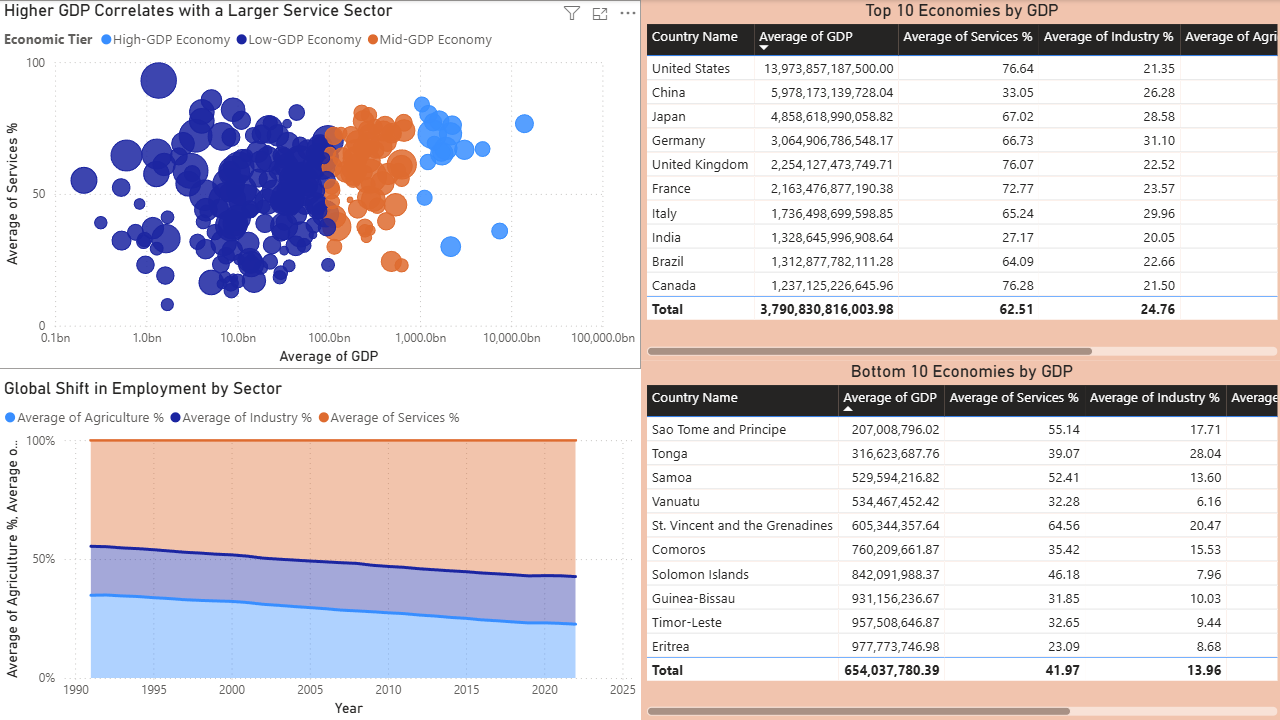 Higher GDP Correlates with a Larger Service Sector
Economic Tier High-GDP Economy Low-GDP Economy Mid-GDP Economy
Average of Services %
100
50
0
0.1bn 1.0bn 10.0bn 100.0bn 1,000.0bn 10,000.0bn 100,000.0bn
Average of GDP
Global Shift in Employment by Sector
Average of Agriculture % Average of Industry % Average of Services %
Average of Agriculture %, Average o...
100%
50%
0%
1990 1995 2000 2005 2010 2015 2020 2025
Year
Top 10 Economies by GDP
Country Name Average of GDP Average of Services % Average of Industry % Average of Agri
United States 13,973,857,187,500.00 76.64 21.35
China 5,978,173,139,728.04 33.05 26.28
Japan 4,858,618,990,058.82 67.02 28.58
Germany 3,064,906,786,548.17 66.73 31.10
United Kingdom 2,254,127,473,749.71 76.07 22.52
France 2,163,476,877,190.38 72.77 23.57
Italy 1,736,498,699,598.85 65.24 29.96
India 1,328,645,996,908.64 27.17 20.05
Brazil 1,312,877,782,111.28 64.09 22.66
Canada 1,237,125,226,645.96 76.28 21.50
Total 3,790,830,816,003.98 62.51 24.76
Bottom 10 Economies by GDP
Country Name Average of GDP Average of Services % Average of Industry % Average
Sao Tome and Principe 207,008,796.02 55.14 17.71
Tonga 316,623,687.76 39.07 28.04
Samoa 529,594,216.82 52.41 13.60
Vanuatu 534,467,452.42 32.28 6.16
St. Vincent and the Grenadines 605,344,357.64 64.56 20.47
Comoros 760,209,661.87 35.42 15.53
Solomon Islands 842,091,988.37 46.18 7.96
Guinea-Bissau 931,156,236.67 31.85 10.03
Timor-Leste 957,508,646.87 32.65 9.44
Eritrea 977,773,746.98 23.09 8.68
Total 654,037,780.39 41.97 13.96